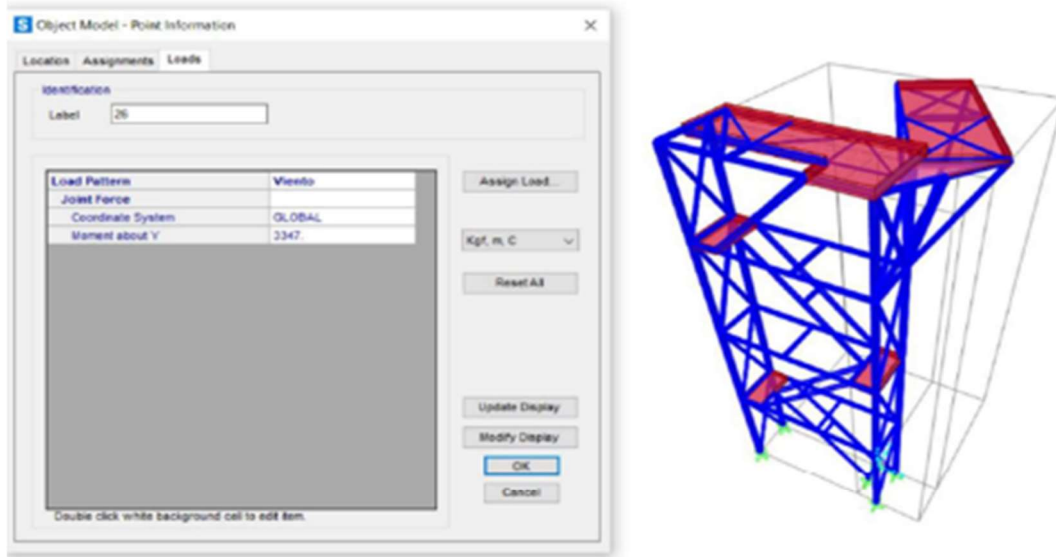 S Object Model - Point Information
Location Assignments Loads
Identification
Label 26
Load Pattern Viento
Joint Force
Coordinate System GLOBAL
Moment about Y 3347.
Assign Load...
Kgf, m, C
Reset All
Update Display
Modify Display
OK
Cancel
Double click white background cell to edit item.